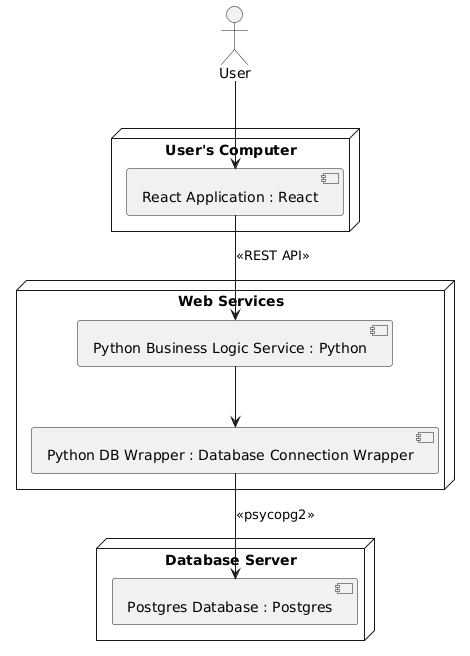 User
User's Computer
React Application : React
«REST API»
Web Services
Python Business Logic Service : Python
Python DB Wrapper : Database Connection Wrapper
«psycopg2»
Database Server
Postgres Database : Postgres